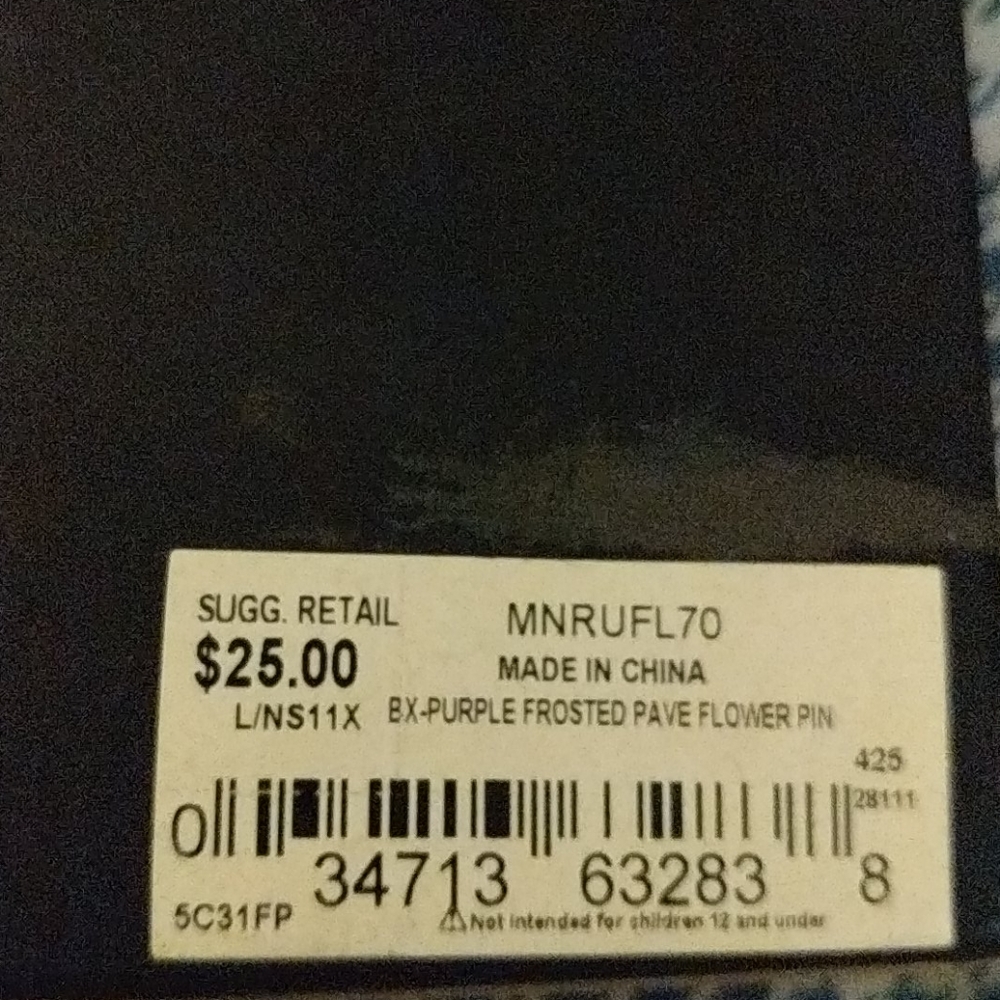 SUGG. RETAIL
$25.00
MNRUFL70
MADE IN CHINA
L/NS11X BX-PURPLE FROSTED PAVE FLOWER PIN
425
28111
0 34713 63283 8
5C31FP
⚠Not intended for children 12 and under